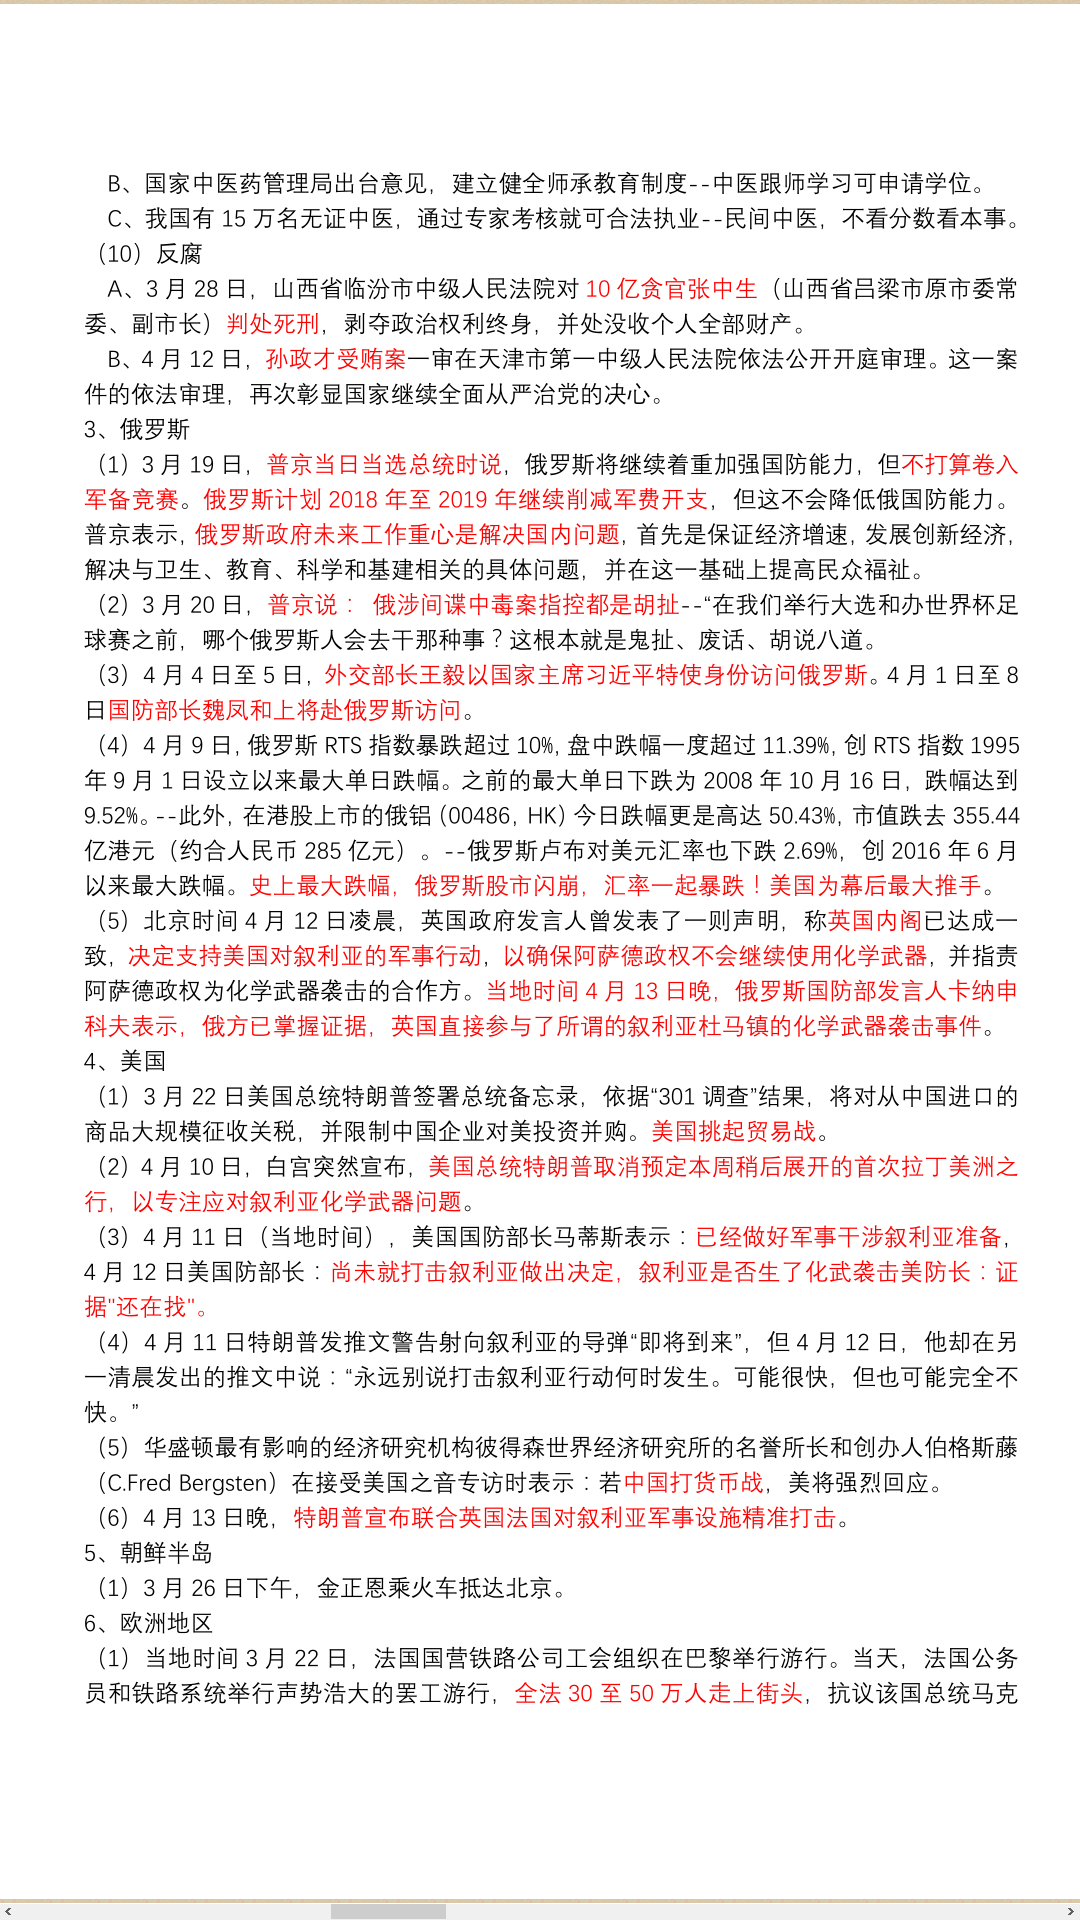 B、国家中医药管理局出台意见，建立健全师承教育制度--中医跟师学习可申请学位。
C、我国有 15 万名无证中医，通过专家考核就可合法执业--民间中医，不看分数看本事。
（10）反腐
A、3 月 28 日，山西省临汾市中级人民法院对 10 亿贪官张中生（山西省吕梁市原市委常
委、副市长）判处死刑，剥夺政治权利终身，并处没收个人全部财产。
B、4 月 12 日，孙政才受贿案一审在天津市第一中级人民法院依法公开开庭审理。这一案
件的依法审理，再次彰显国家继续全面从严治党的决心。
3、俄罗斯
（1）3 月 19 日，普京当日当选总统时说，俄罗斯将继续着重加强国防能力，但不打算卷入
军备竞赛。俄罗斯计划 2018 年至 2019 年继续削减军费开支，但这不会降低俄国防能力。
普京表示，俄罗斯政府未来工作重心是解决国内问题，首先是保证经济增速，发展创新经济，
解决与卫生、教育、科学和基建相关的具体问题，并在这一基础上提高民众福祉。
（2）3 月 20 日，普京说： 俄涉间谍中毒案指控都是胡扯--“在我们举行大选和办世界杯足
球赛之前，哪个俄罗斯人会去干那种事？这根本就是鬼扯、废话、胡说八道。
（3）4 月 4 日至 5 日，外交部长王毅以国家主席习近平特使身份访问俄罗斯。4 月 1 日至 8
日国防部长魏凤和上将赴俄罗斯访问。
（4）4 月 9 日，俄罗斯 RTS 指数暴跌超过 10%，盘中跌幅一度超过 11.39%，创 RTS 指数 1995
年 9 月 1 日设立以来最大单日跌幅。之前的最大单日下跌为 2008 年 10 月 16 日，跌幅达到
9.52%。--此外，在港股上市的俄铝（00486，HK）今日跌幅更是高达 50.43%，市值跌去 355.44
亿港元（约合人民币 285 亿元）。--俄罗斯卢布对美元汇率也下跌 2.69%，创 2016 年 6 月
以来最大跌幅。史上最大跌幅，俄罗斯股市闪崩，汇率一起暴跌！美国为幕后最大推手。
（5）北京时间 4 月 12 日凌晨，英国政府发言人曾发表了一则声明，称英国内阁已达成一
致，决定支持美国对叙利亚的军事行动，以确保阿萨德政权不会继续使用化学武器，并指责
阿萨德政权为化学武器袭击的合作方。当地时间 4 月 13 日晚，俄罗斯国防部发言人卡纳申
科夫表示，俄方已掌握证据，英国直接参与了所谓的叙利亚杜马镇的化学武器袭击事件。
4、美国
（1）3 月 22 日美国总统特朗普签署总统备忘录，依据“301 调查”结果，将对从中国进口的
商品大规模征收关税，并限制中国企业对美投资并购。美国挑起贸易战。
（2）4 月 10 日，白宫突然宣布，美国总统特朗普取消预定本周稍后展开的首次拉丁美洲之
行，以专注应对叙利亚化学武器问题。
（3）4 月 11 日（当地时间），美国国防部长马蒂斯表示：已经做好军事干涉叙利亚准备，
4 月 12 日美国防部长：尚未就打击叙利亚做出决定，叙利亚是否生了化武袭击美防长：证
据"还在找"。
（4）4 月 11 日特朗普发推文警告射向叙利亚的导弹“即将到来”，但 4 月 12 日，他却在另
一清晨发出的推文中说：“永远别说打击叙利亚行动何时发生。可能很快，但也可能完全不
快。”
（5）华盛顿最有影响的经济研究机构彼得森世界经济研究所的名誉所长和创办人伯格斯藤
（C.Fred Bergsten）在接受美国之音专访时表示：若中国打货币战，美将强烈回应。
（6）4 月 13 日晚，特朗普宣布联合英国法国对叙利亚军事设施精准打击。
5、朝鲜半岛
（1）3 月 26 日下午，金正恩乘火车抵达北京。
6、欧洲地区
（1）当地时间 3 月 22 日，法国国营铁路公司工会组织在巴黎举行游行。当天，法国公务
员和铁路系统举行声势浩大的罢工游行，全法 30 至 50 万人走上街头，抗议该国总统马克